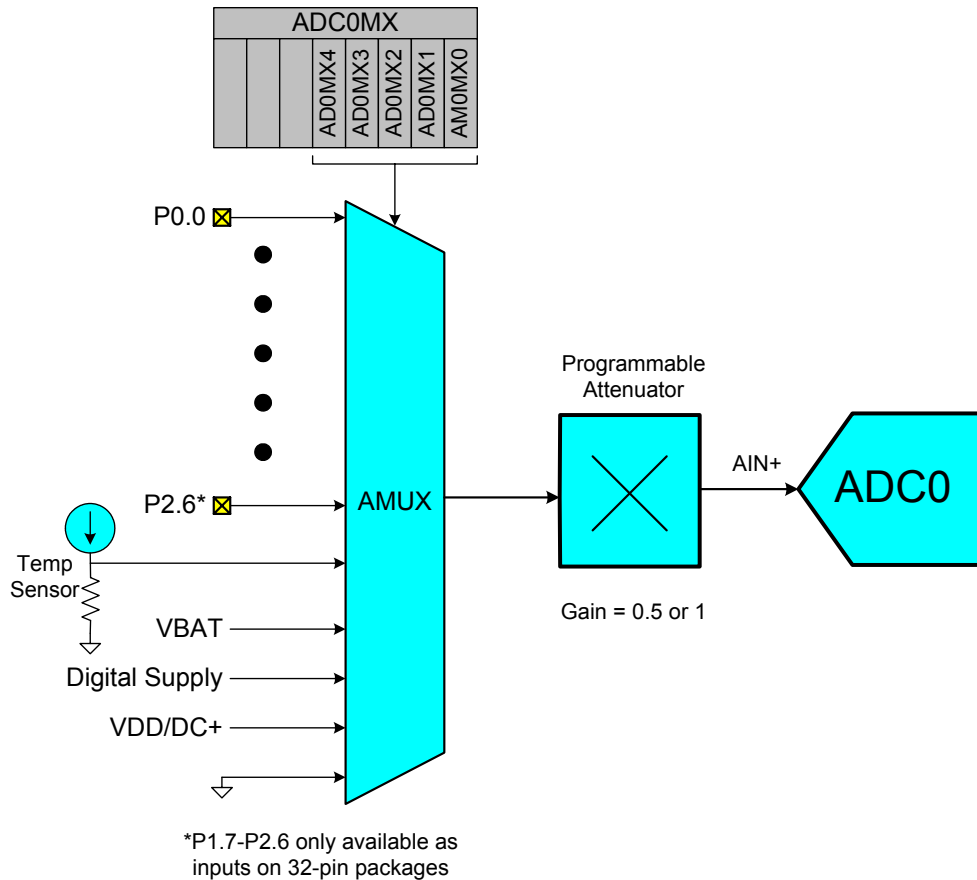 ADC0MX
AD0MX4
AD0MX3
AD0MX2
AD0MX1
AM0MX0
P0.0
Programmable
Attenuator
AIN+
ADC0
P2.6*
AMUX
Temp
Sensor
Gain = 0.5 or 1
VBAT
Digital Supply
VDD/DC+
*P1.7-P2.6 only available as
inputs on 32-pin packages